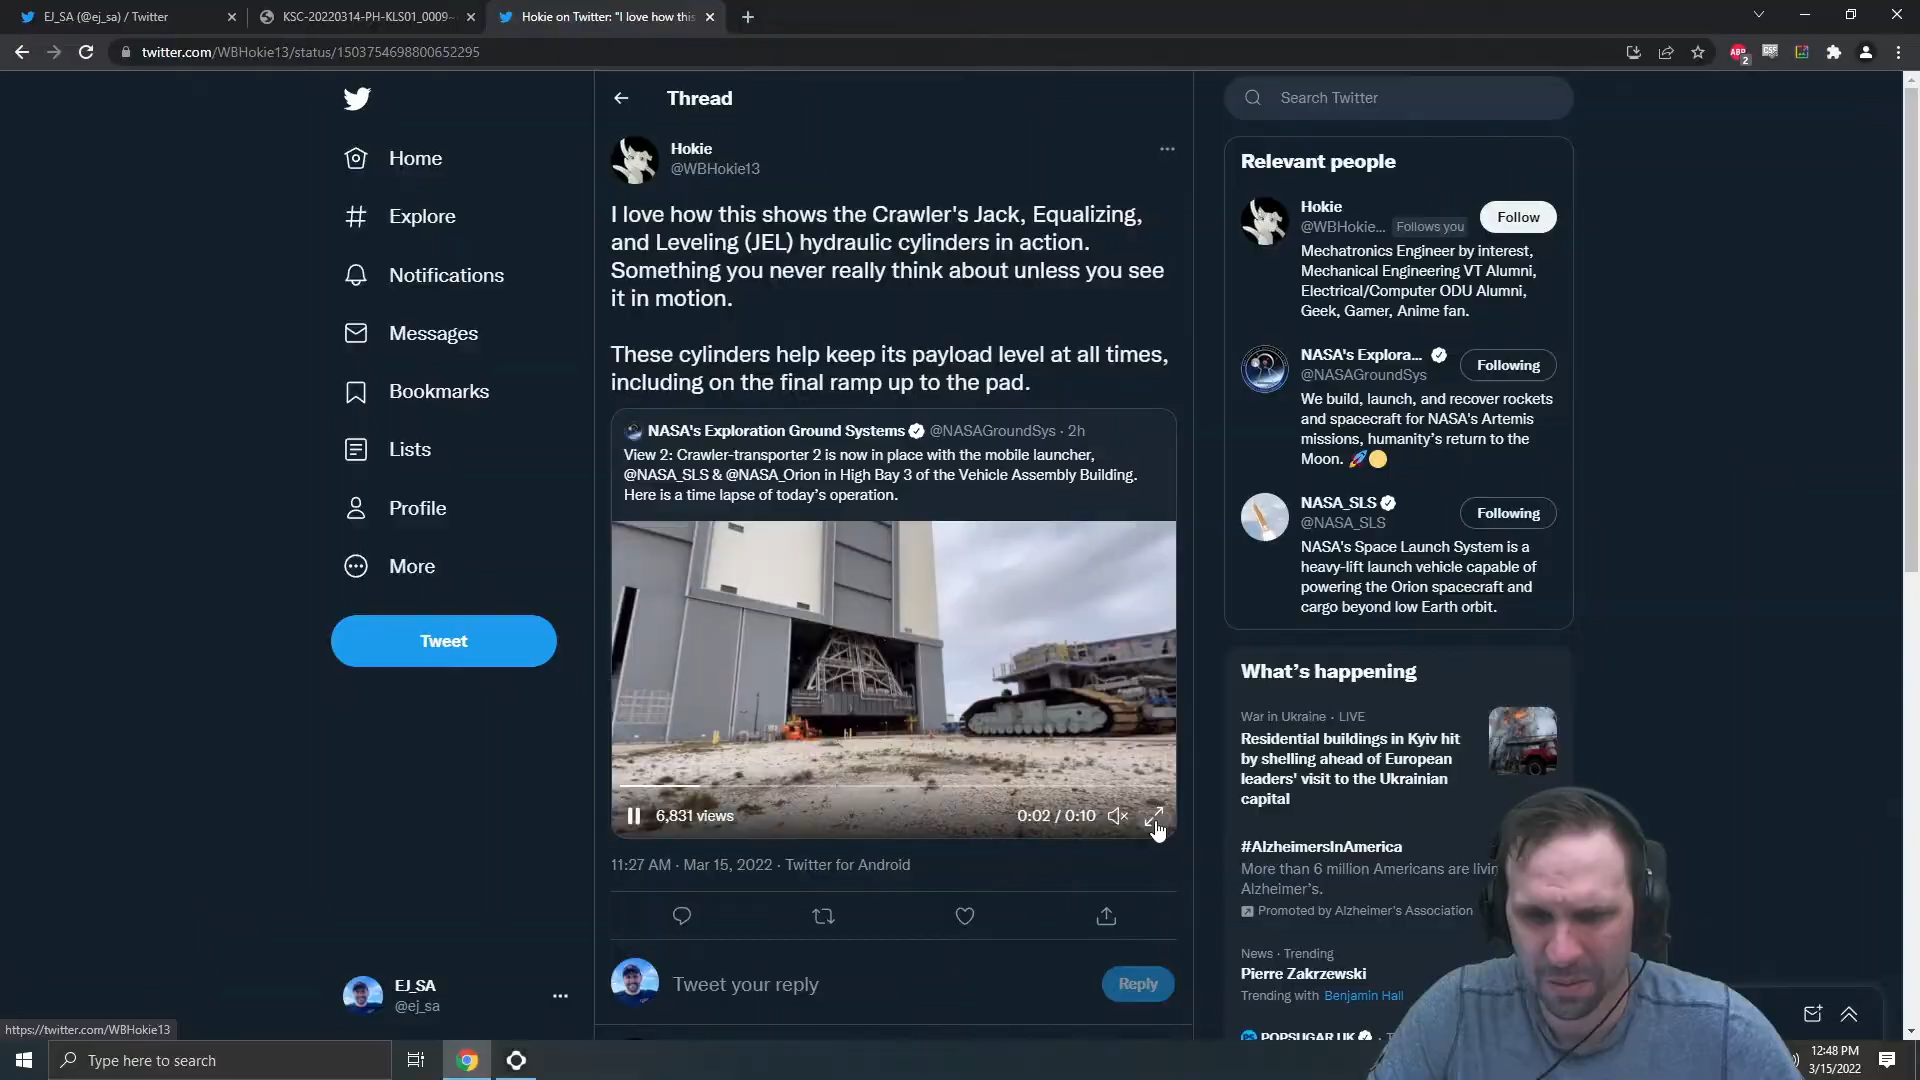 EJ_SA (@ej_sa) / Twitter
KSC-20220314-PH-KLS01_0009~
Hokie on Twitter: "I love how this
twitter.com/WBHokie13/status/1503754698800652295
ABP
2
Home
Explore
Notifications
Messages
Bookmarks
Lists
Profile
More
Tweet
EJ_SA
@ej_sa
Thread
Hokie
@WBHokie13
I love how this shows the Crawler's Jack, Equalizing,
and Leveling (JEL) hydraulic cylinders in action.
Something you never really think about unless you see
it in motion.
These cylinders help keep its payload level at all times,
including on the final ramp up to the pad.
NASA's Exploration Ground Systems @NASAGroundSys · 2h
View 2: Crawler-transporter 2 is now in place with the mobile launcher,
@NASA_SLS & @NASA_Orion in High Bay 3 of the Vehicle Assembly Building.
Here is a time lapse of today's operation.
6,831 views
0:02 / 0:10
11:27 AM · Mar 15, 2022 · Twitter for Android
Tweet your reply
Reply
Search Twitter
Relevant people
Hokie
@WBHokie... Follows you
Follow
Mechatronics Engineer by interest,
Mechanical Engineering VT Alumni,
Electrical/Computer ODU Alumni,
Geek, Gamer, Anime fan.
NASA's Explora...
@NASAGroundSys
Following
We build, launch, and recover rockets
and spacecraft for NASA's Artemis
missions, humanity's return to the
Moon. 🚀🌕
NASA_SLS
@NASA_SLS
Following
NASA's Space Launch System is a
heavy-lift launch vehicle capable of
powering the Orion spacecraft and
cargo beyond low Earth orbit.
What's happening
War in Ukraine · LIVE
Residential buildings in Kyiv hit
by shelling ahead of European
leaders' visit to the Ukrainian
capital
#AlzheimersInAmerica
More than 6 million Americans are livin
Alzheimer's.
Promoted by Alzheimer's Association
News · Trending
Pierre Zakrzewski
Trending with Benjamin Hall
POPSUGAR UK
https://twitter.com/WBHokie13
Type here to search
12:48 PM
3/15/2022